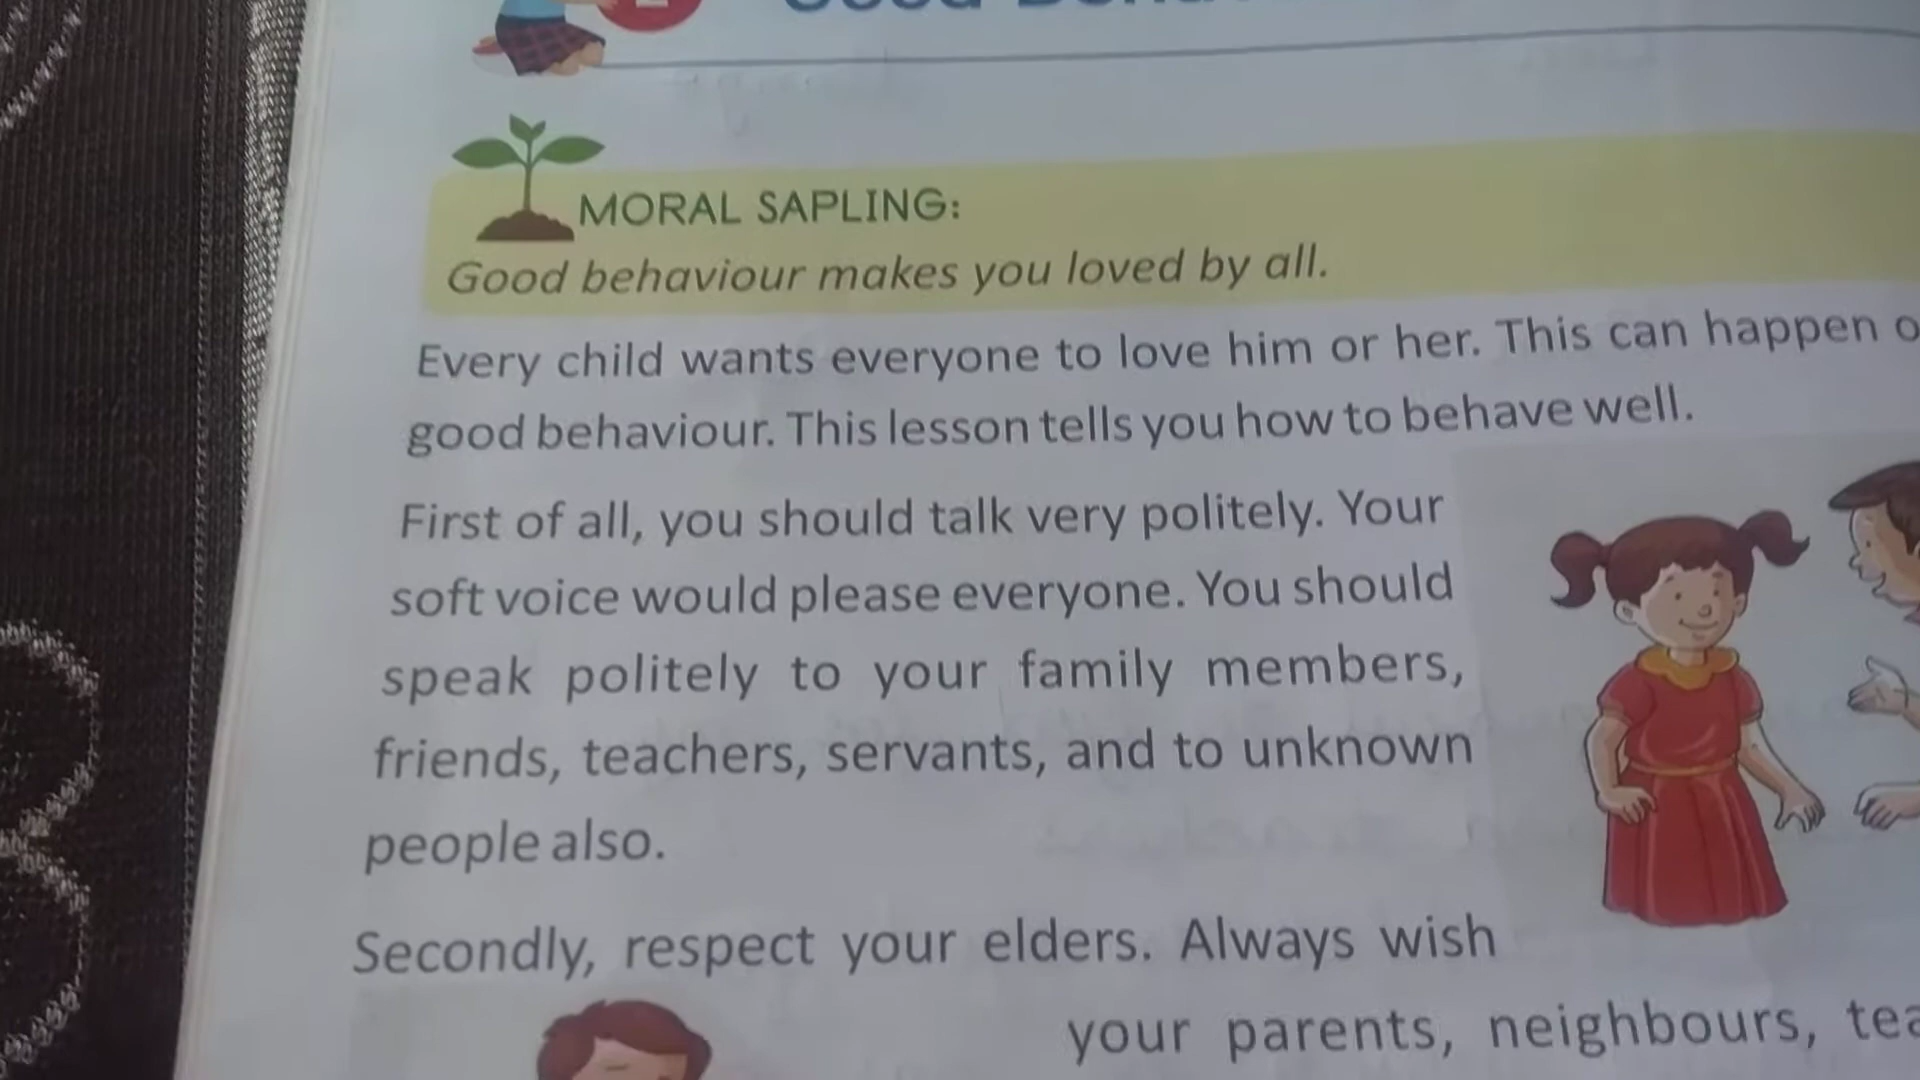 Good
MORAL SAPLING:
Good behaviour makes you loved by all.
Every child wants everyone to love him or her. This can happen
good behaviour. This lesson tells you how to behave well.
First of all, you should talk very politely. Your
soft voice would please everyone. You should
speak politely to your family members,
friends, teachers, servants, and to unknown
people also.
Secondly, respect your elders. Always wish
your parents, neighbours,